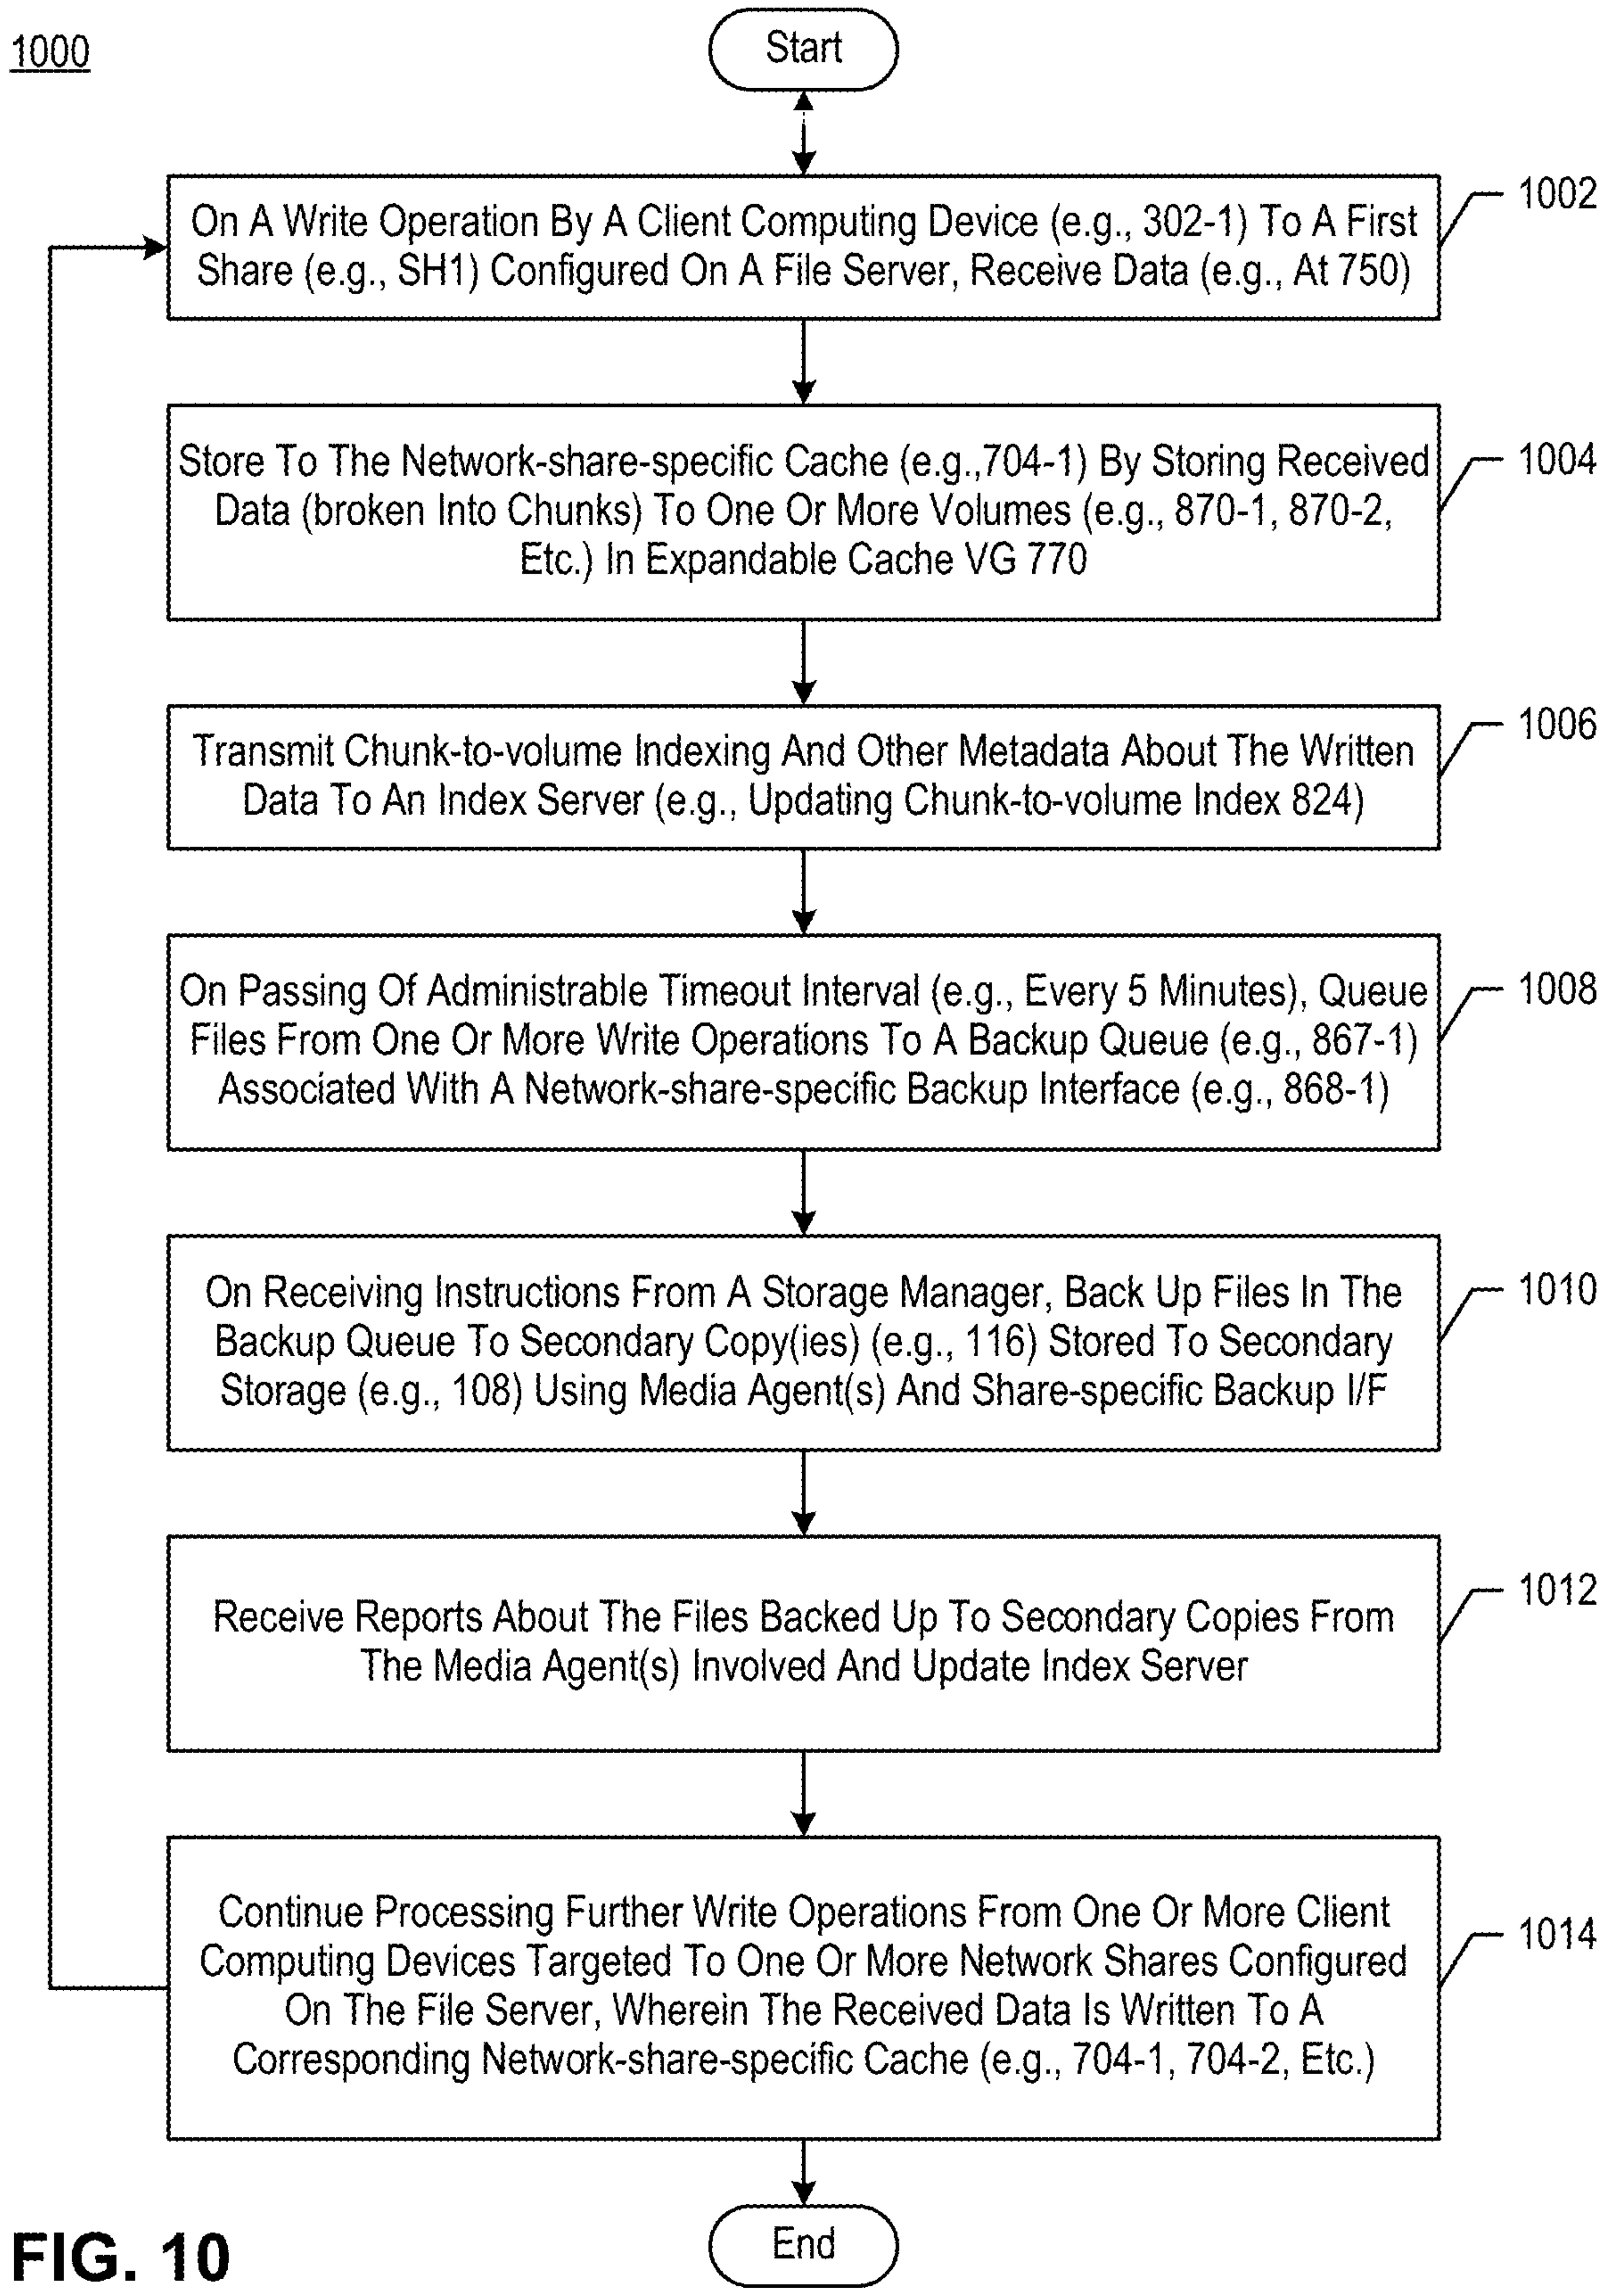 1000
Start
On A Write Operation By A Client Computing Device (e.g., 302-1) To A First
Share (e.g., SH1) Configured On A File Server, Receive Data (e.g., At 750)
1002
Store To The Network-share-specific Cache (e.g.,704-1) By Storing Received
Data (broken Into Chunks) To One Or More Volumes (e.g., 870-1, 870-2,
Etc.) In Expandable Cache VG 770
1004
Transmit Chunk-to-volume Indexing And Other Metadata About The Written
Data To An Index Server (e.g., Updating Chunk-to-volume Index 824)
1006
On Passing Of Administrable Timeout Interval (e.g., Every 5 Minutes), Queue
Files From One Or More Write Operations To A Backup Queue (e.g., 867-1)
Associated With A Network-share-specific Backup Interface (e.g., 868-1)
1008
On Receiving Instructions From A Storage Manager, Back Up Files In The
Backup Queue To Secondary Copy(ies) (e.g., 116) Stored To Secondary
Storage (e.g., 108) Using Media Agent(s) And Share-specific Backup I/F
1010
Receive Reports About The Files Backed Up To Secondary Copies From
The Media Agent(s) Involved And Update Index Server
1012
Continue Processing Further Write Operations From One Or More Client
Computing Devices Targeted To One Or More Network Shares Configured
On The File Server, Wherein The Received Data Is Written To A
Corresponding Network-share-specific Cache (e.g., 704-1, 704-2, Etc.)
1014
End
FIG. 10